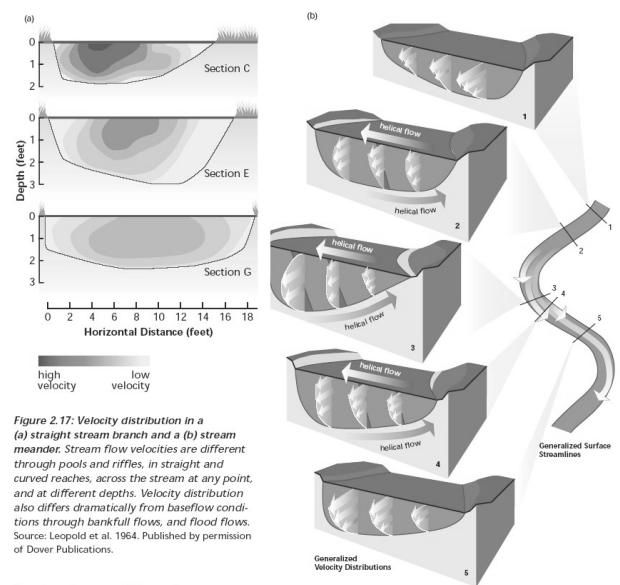 (a)
0
1
2
Section C
0
1
2
3
Section E
0
1
2
3
Section G
Depth (feet)
0 2 4 6 8 10 12 14 16 18
Horizontal Distance (feet)
high velocity
low velocity
Figure 2.17: Velocity distribution in a
(a) straight stream branch and a (b) stream
meander. Stream flow velocities are different
through pools and riffles, in straight and
curved reaches, across the stream at any point,
and at different depths. Velocity distribution
also differs dramatically from baseflow condi-
tions through bankfull flows, and flood flows.
Source: Leopold et al. 1964. Published by permission
of Dover Publications.
(b)
1
helical flow
helical flow
2
helical flow
helical flow
3
helical flow
helical flow
4
Generalized
Velocity Distributions
5
1
2
3
4
5
Generalized Surface
Streamlines